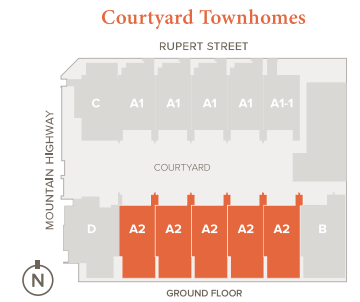 Courtyard Townhomes
RUPERT STREET
MOUNTAIN HIGHWAY
C A1 A1 A1 A1 A1-1
COURTYARD
D A2 A2 A2 A2 A2 B
N
GROUND FLOOR